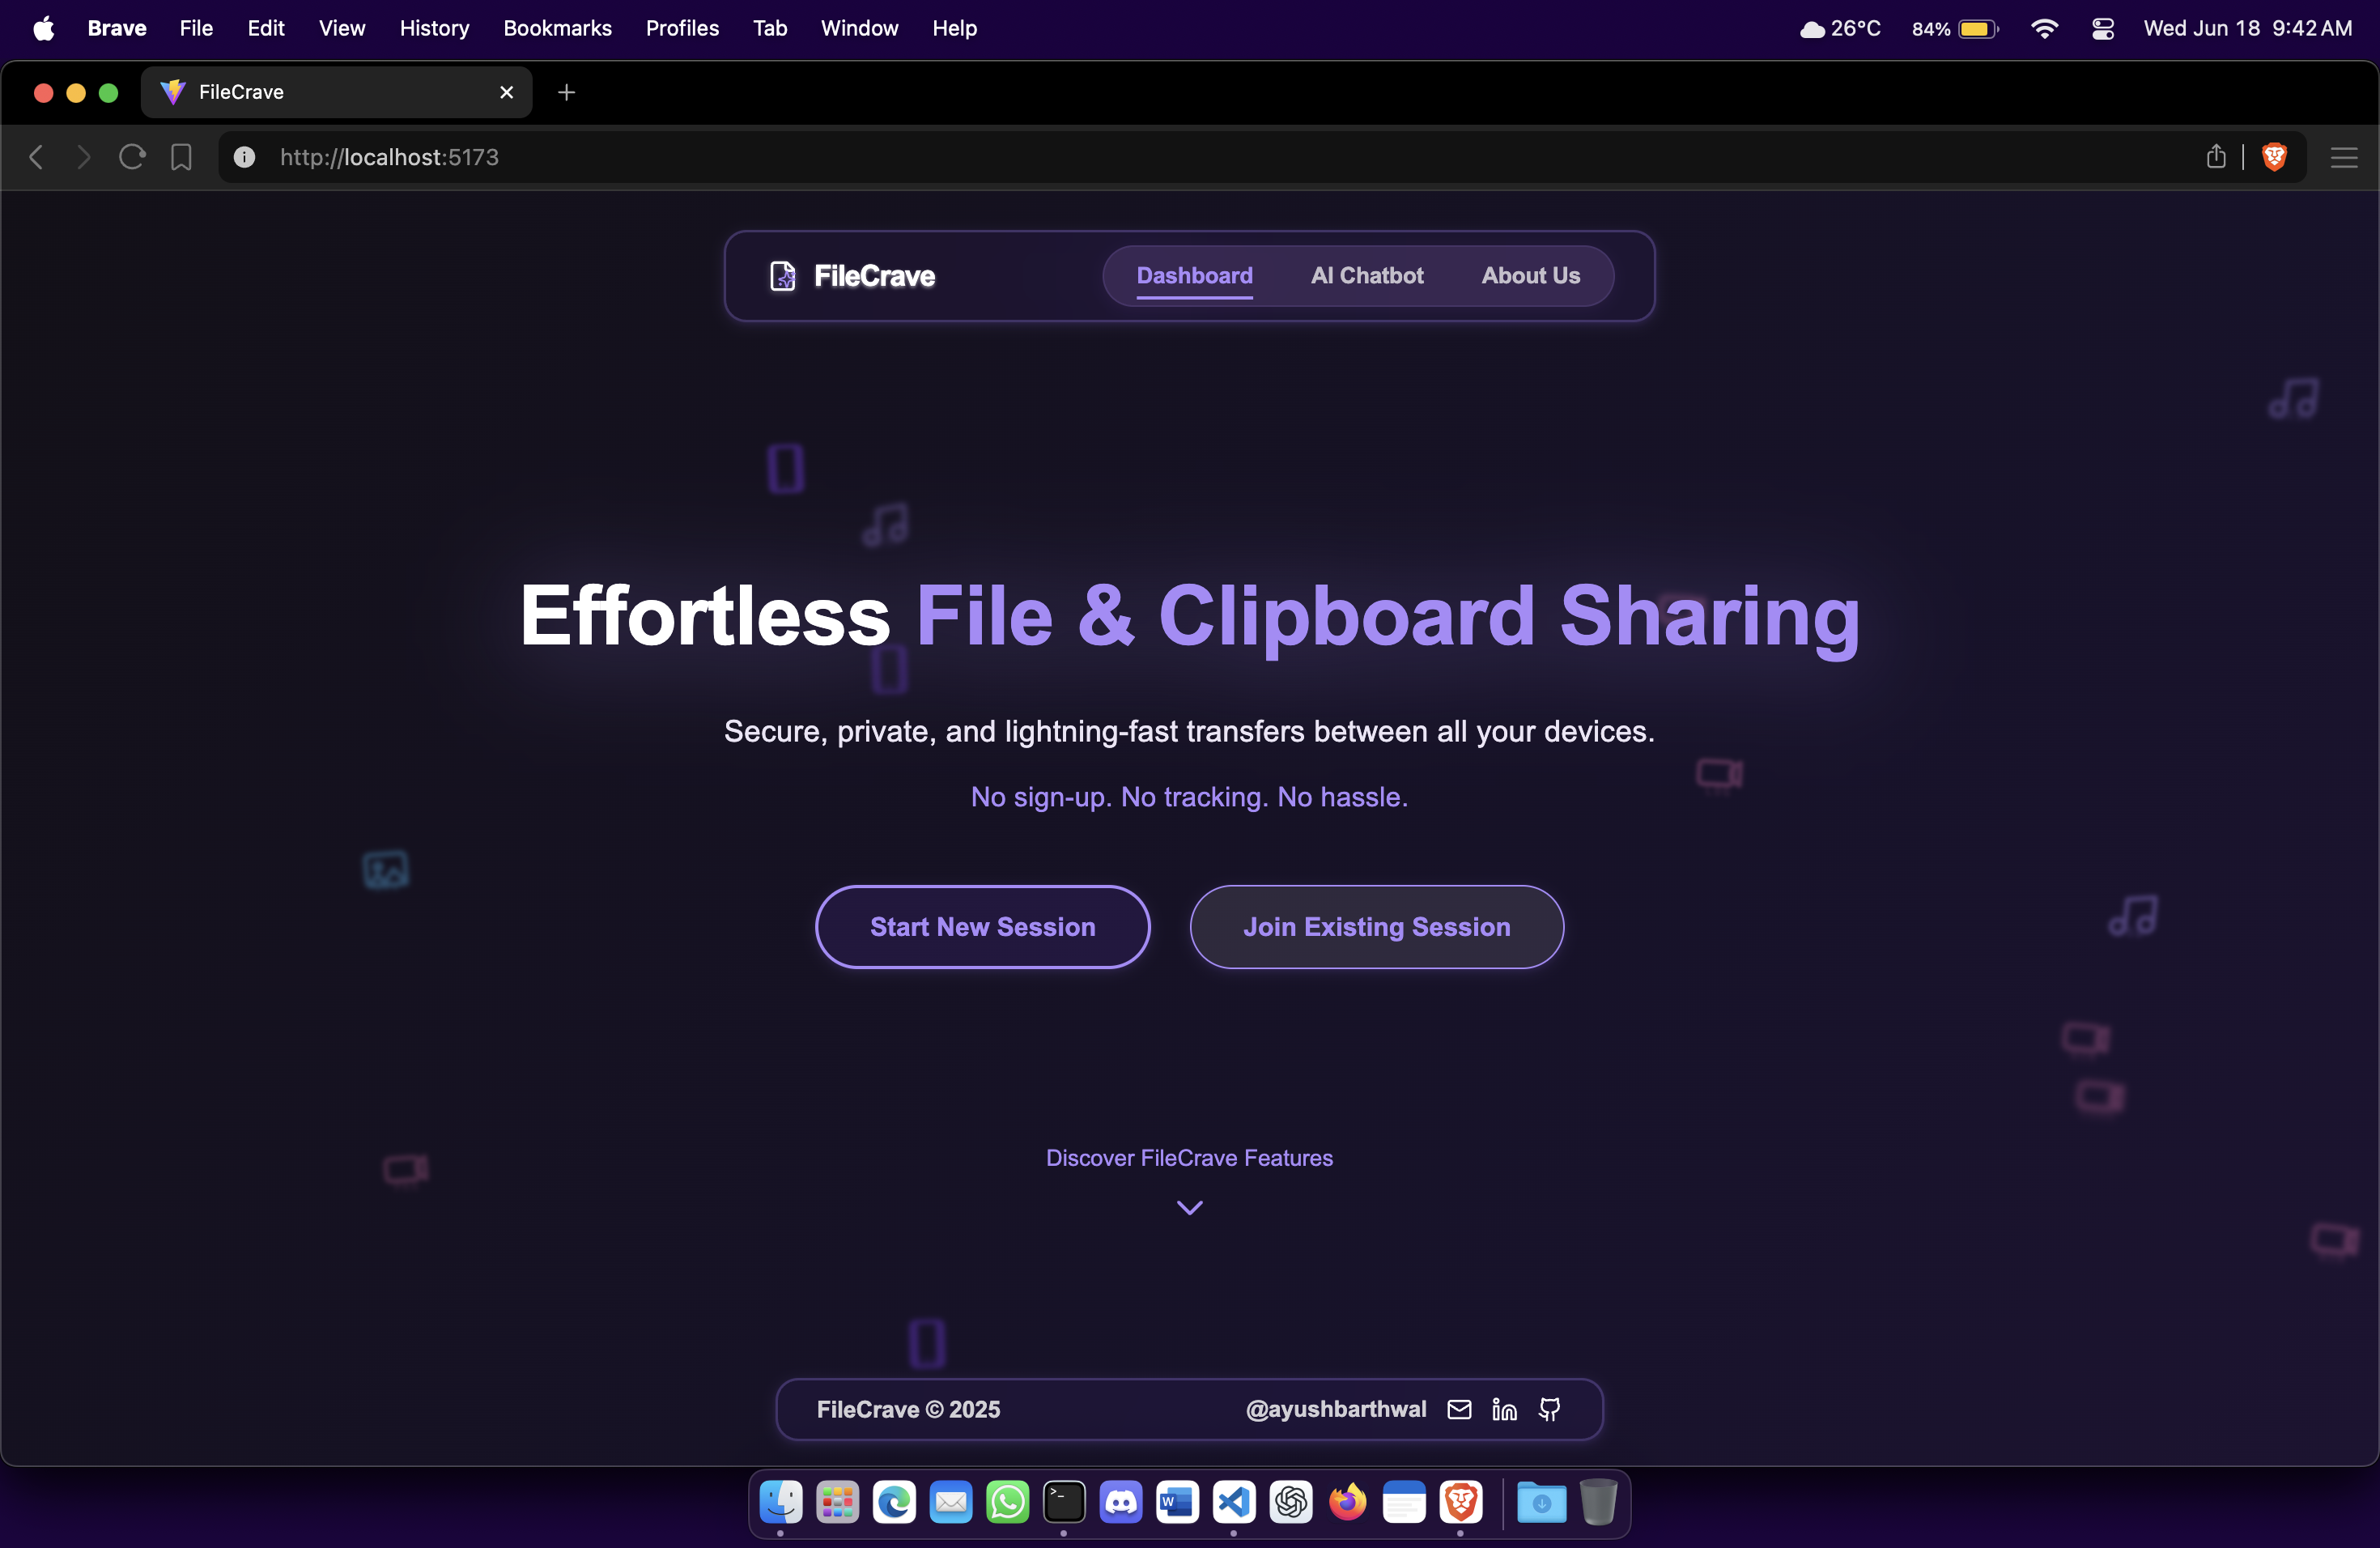 Brave File Edit View History Bookmarks Profiles Tab Window Help 26°C 84% Wed Jun 18 9:42 AM
FileCrave
http://localhost:5173
FileCrave Dashboard AI Chatbot About Us
Effortless File & Clipboard Sharing
Secure, private, and lightning-fast transfers between all your devices.
No sign-up. No tracking. No hassle.
Start New Session Join Existing Session
Discover FileCrave Features
FileCrave © 2025 @ayushbarthwal in
>_ W